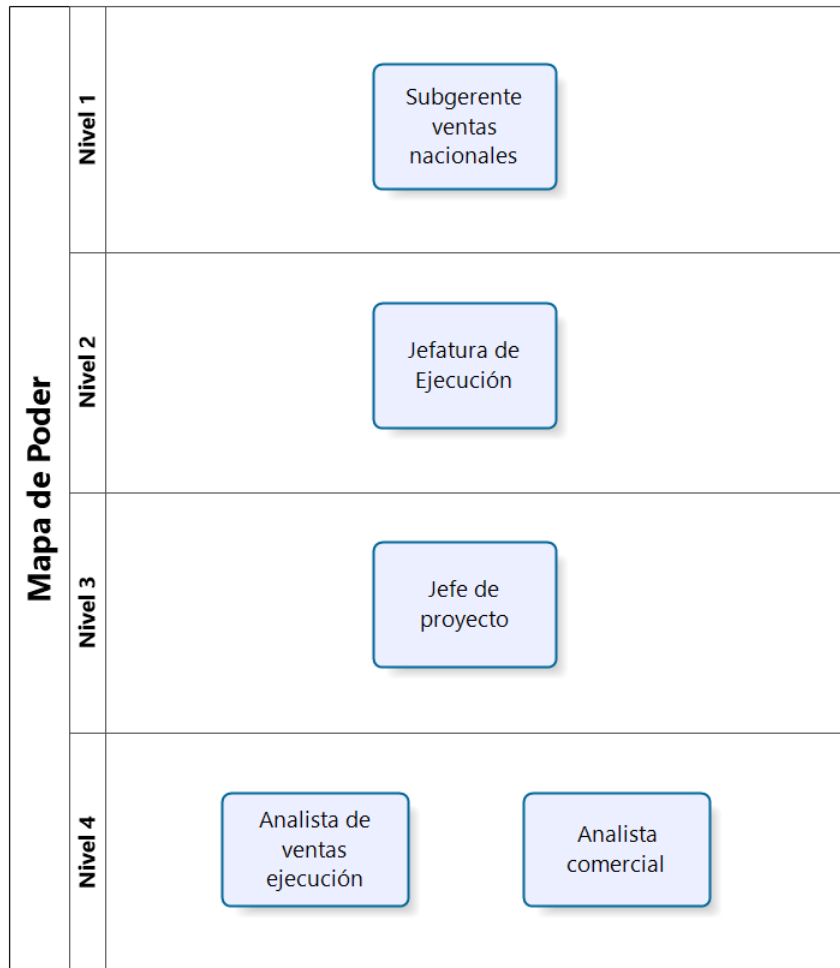 Mapa de Poder
Nivel 1
Subgerente
ventas
nacionales
Nivel 2
Jefatura de
Ejecución
Nivel 3
Jefe de
proyecto
Nivel 4
Analista de
ventas
ejecución
Analista
comercial